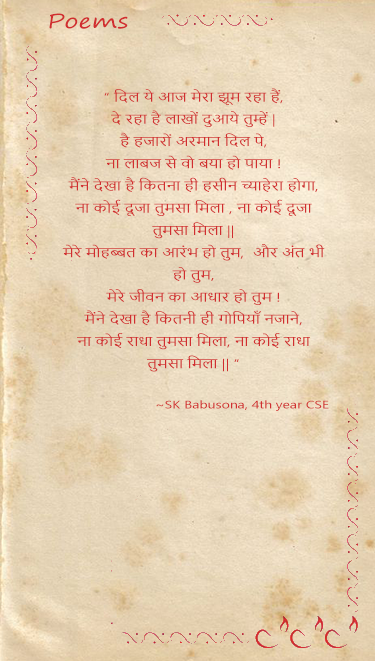 Poems
“ दिल ये आज मेरा झूम रहा हैं,
दे रहा है लाखों दुआये तुम्हें |
है हजारों अरमान दिल पे,
ना लाबज से वो बया हो पाया !
मैंने देखा है कितना ही हसीन च्याहेरा होगा,
ना कोई दूजा तुमसा मिला , ना कोई दूजा
तुमसा मिला ||
मेरे मोहब्बत का आरंभ हो तुम, और अंत भी
हो तुम,
मेरे जीवन का आधार हो तुम !
मैंने देखा है कितनी ही गोपियाँ नजाने,
ना कोई राधा तुमसा मिला, ना कोई राधा
तुमसा मिला || “
~SK Babusona, 4th year CSE